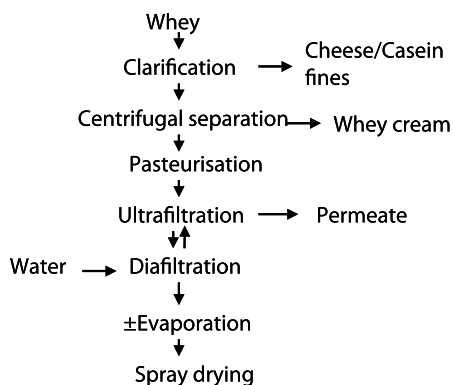 Whey
Clarification
Cheese/Casein
fines
Centrifugal separation
Whey cream
Pasteurisation
Ultrafiltration
Permeate
Water
Diafiltration
±Evaporation
Spray drying